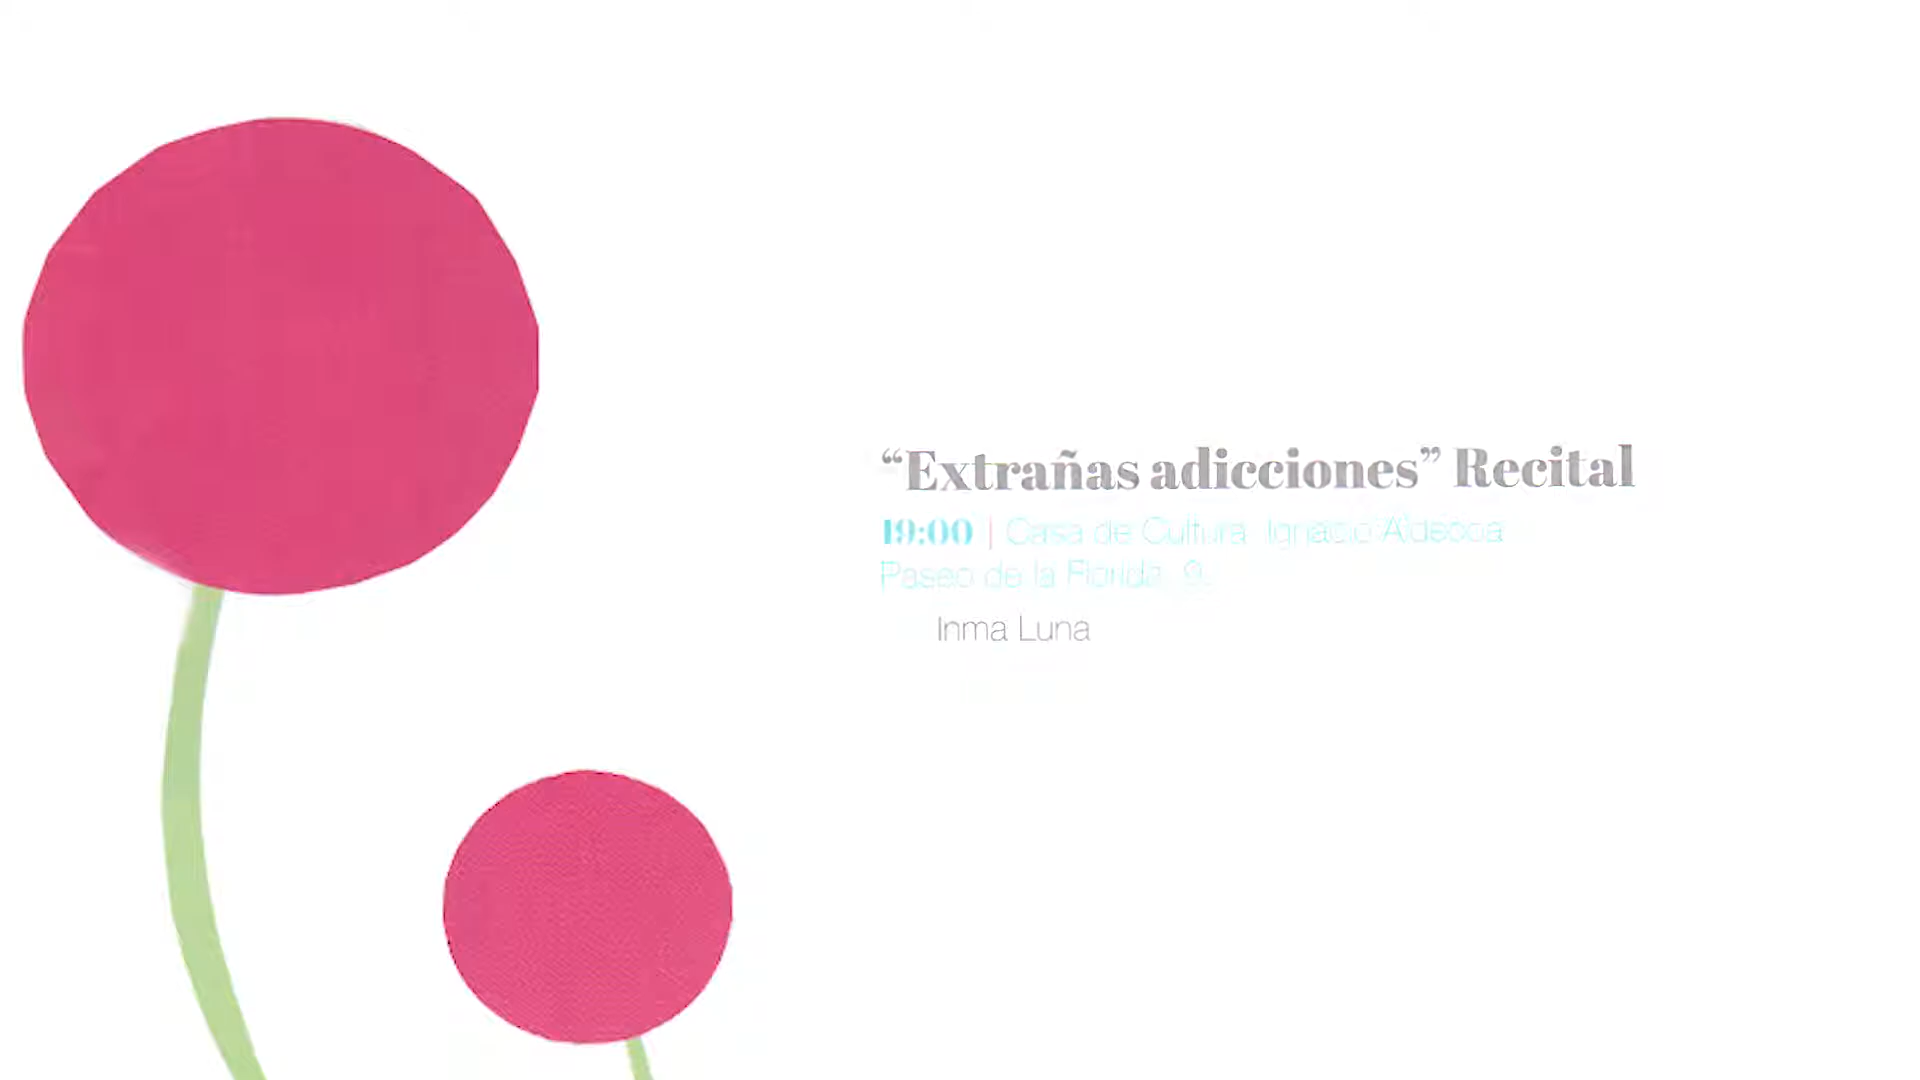 “Extrañas adicciones” Recital
19:00 | Casa de Cultura Ignacio Aldecoa
Paseo de la Florida, 9.
Inma Luna